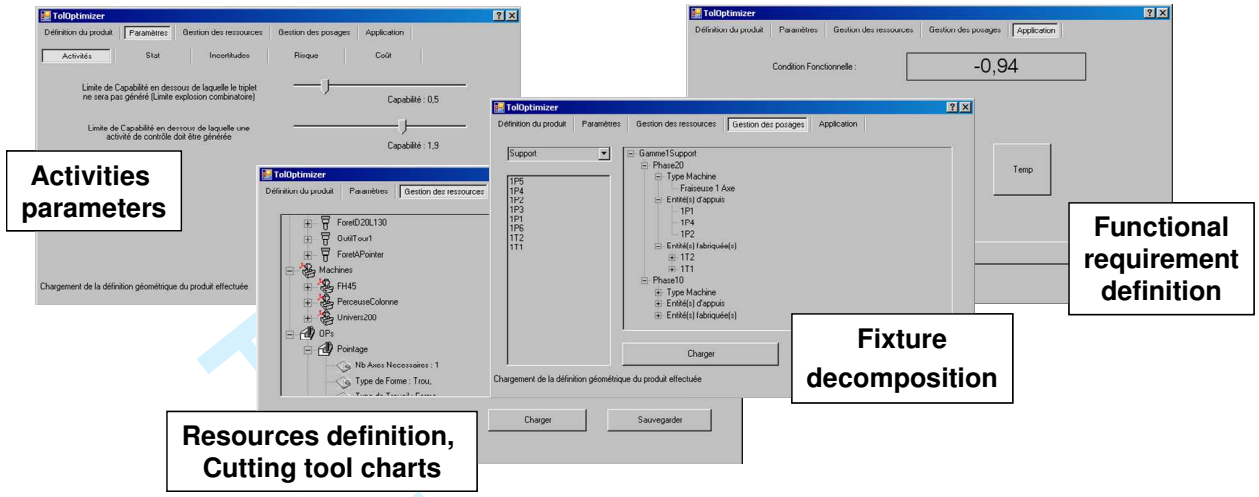 TolOptimizer
Définition du produit Paramètres Gestion des ressources Gestion des posages Application
Activités Stat Incertitudes Risque Coût
Limite de Capabilité en dessous de laquelle le triplet
ne sera pas généré (Limite explosion combinatoire)
Capabilité : 0,5
Limite de Capabilité en dessous de laquelle une
activité de contrôle doit être générée
Capabilité : 1,9
Chargement de la définition géométrique du produit effectuée
Activities
parameters
TolOptimizer
Définition du produit Paramètres Gestion des ressources
ForetD20L130
OutilTour1
ForetAPointer
Machines
FH45
PerceuseColonne
Univers200
OPs
Pointage
Nb Axes Necessaires : 1
Type de Forme : Trou,
Charger Sauvegarder
Resources definition,
Cutting tool charts
TolOptimizer
Définition du produit Paramètres Gestion des ressources Gestion des posages Application
Support
1P5
1P4
1P2
1P3
1P1
1P6
1T2
1T1
Gamme1Support
Phase20
Type Machine
Fraiseuse 1 Axe
Entité(s) d'appuis
1P1
1P4
1P2
Entité(s) fabriquée(s)
1T2
1T1
Phase10
Type Machine
Entité(s) d'appuis
Entité(s) fabriquée(s)
Charger
Chargement de la définition géométrique du produit effectuée
Fixture
decomposition
TolOptimizer
Définition du produit Paramètres Gestion des ressources Gestion des posages Application
Condition Fonctionnelle : -0,94
Temp
Functional
requirement
definition